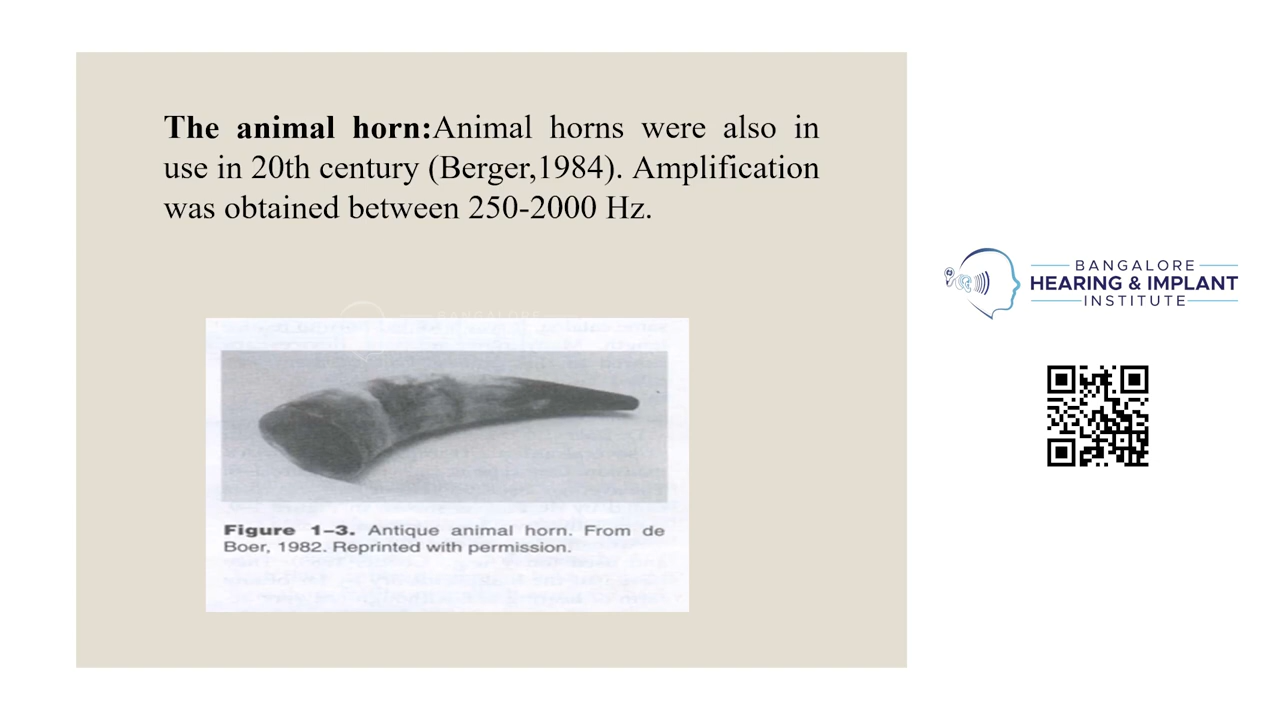 The animal horn:Animal horns were also in
use in 20th century (Berger,1984). Amplification
was obtained between 250-2000 Hz.
BANGALORE
HEARING & IMPLANT
INSTITUTE
Figure 1–3. Antique animal horn. From de
Boer, 1982. Reprinted with permission.